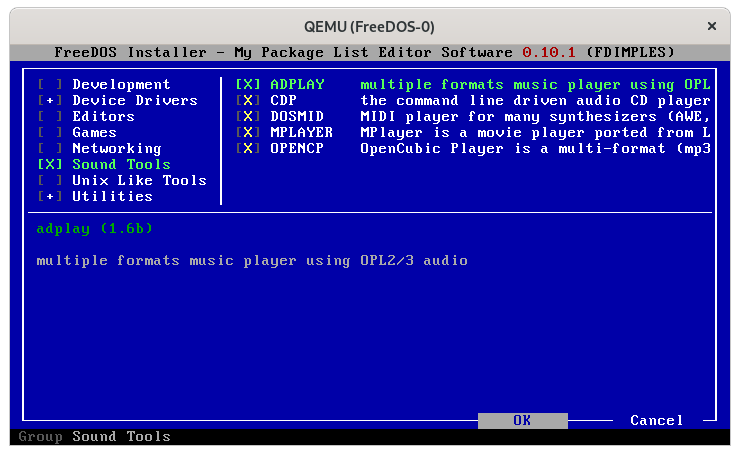 QEMU (FreeDOS-0)
×
FreeDOS Installer - My Package List Editor Software 0.10.1 (FDIMPLES)
[ ] Development
[+] Device Drivers
[ ] Editors
[ ] Games
[ ] Networking
[X] Sound Tools
[ ] Unix Like Tools
[+] Utilities
[X] ADPLAY multiple formats music player using OPL
[X] CDP the command line driven audio CD player
[X] DOSMID MIDI player for many synthesizers (AWE,
[X] MPLAYER MPlayer is a movie player ported from L
[X] OPENCP OpenCubic Player is a multi-format (mp3
adplay (1.6b)
multiple formats music player using OPL2/3 audio
OK Cancel
Group Sound Tools